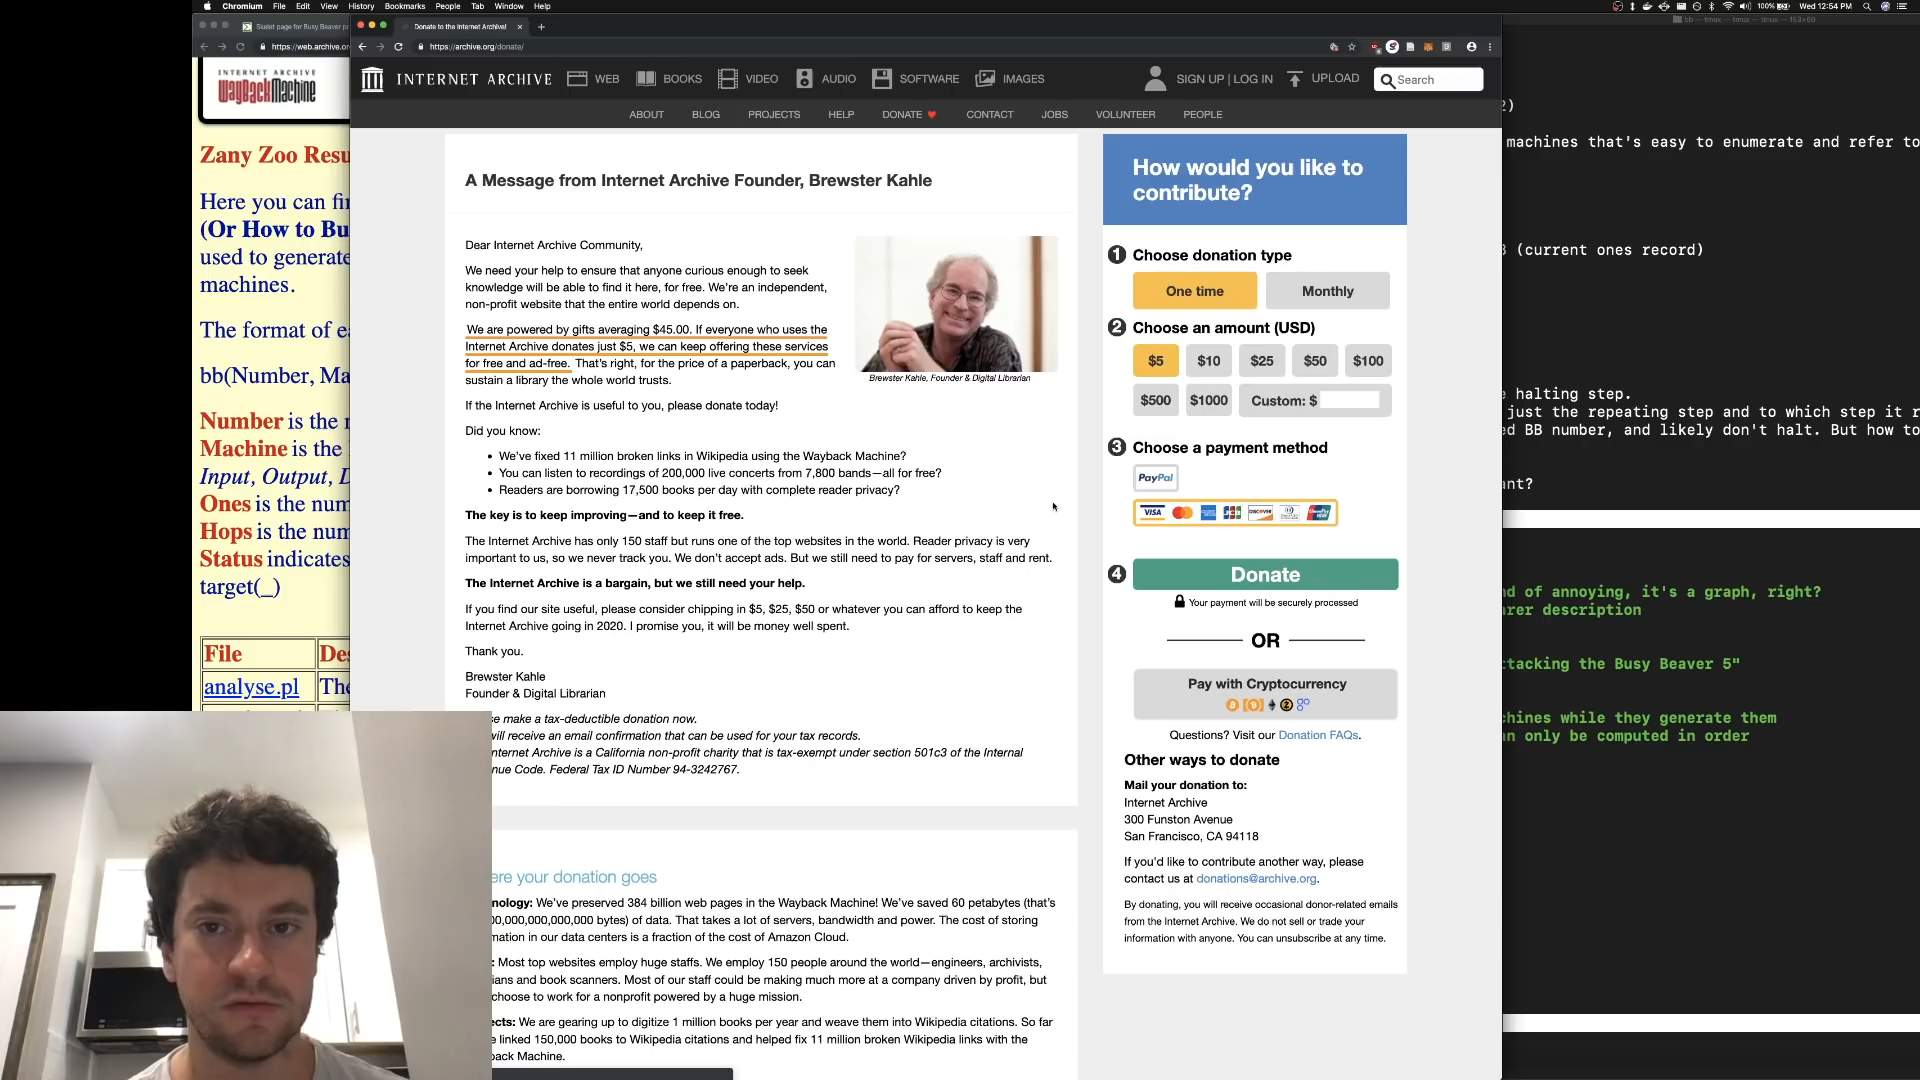 Chromium File Edit View History Bookmarks People Tab Window Help
100% Wed 12:54 PM
Skelet page for Busy Beaver pr
Donate to the Internet Archive!
bb — tmux — tmux — tmux — 153×60
https://web.archive.or
https://archive.org/donate/
INTERNET ARCHIVE
WayBackMachine
INTERNET ARCHIVE
WEB
BOOKS
VIDEO
AUDIO
SOFTWARE
IMAGES
SIGN UP | LOG IN
UPLOAD
Search
ABOUT
BLOG
PROJECTS
HELP
DONATE
CONTACT
JOBS
VOLUNTEER
PEOPLE
Zany Zoo Resu
Here you can fi
(Or How to Bu
used to generate
machines.
The format of e
bb(Number, Ma
Number is the
Machine is the
Input, Output, D
Ones is the num
Hops is the num
Status indicates
target(_)
File
Des
analyse.pl
The
A Message from Internet Archive Founder, Brewster Kahle
Dear Internet Archive Community,
We need your help to ensure that anyone curious enough to seek
knowledge will be able to find it here, for free. We're an independent,
non-profit website that the entire world depends on.
We are powered by gifts averaging $45.00. If everyone who uses the
Internet Archive donates just $5, we can keep offering these services
for free and ad-free. That's right, for the price of a paperback, you can
sustain a library the whole world trusts.
Brewster Kahle, Founder & Digital Librarian
If the Internet Archive is useful to you, please donate today!
Did you know:
• We've fixed 11 million broken links in Wikipedia using the Wayback Machine?
• You can listen to recordings of 200,000 live concerts from 7,800 bands—all for free?
• Readers are borrowing 17,500 books per day with complete reader privacy?
The key is to keep improving—and to keep it free.
The Internet Archive has only 150 staff but runs one of the top websites in the world. Reader privacy is very
important to us, so we never track you. We don't accept ads. But we still need to pay for servers, staff and rent.
The Internet Archive is a bargain, but we still need your help.
If you find our site useful, please consider chipping in $5, $25, $50 or whatever you can afford to keep the
Internet Archive going in 2020. I promise you, it will be money well spent.
Thank you.
Brewster Kahle
Founder & Digital Librarian
e make a tax-deductible donation now.
will receive an email confirmation that can be used for your tax records.
nternet Archive is a California non-profit charity that is tax-exempt under section 501c3 of the Internal
nue Code. Federal Tax ID Number 94-3242767.
ere your donation goes
nology: We've preserved 384 billion web pages in the Wayback Machine! We've saved 60 petabytes (that's
00,000,000,000,000 bytes) of data. That takes a lot of servers, bandwidth and power. The cost of storing
mation in our data centers is a fraction of the cost of Amazon Cloud.
: Most top websites employ huge staffs. We employ 150 people around the world—engineers, archivists,
ians and book scanners. Most of our staff could be making much more at a company driven by profit, but
choose to work for a nonprofit powered by a huge mission.
ects: We are gearing up to digitize 1 million books per year and weave them into Wikipedia citations. So far
e linked 150,000 books to Wikipedia citations and helped fix 11 million broken Wikipedia links with the
back Machine.
How would you like to
contribute?
1 Choose donation type
One time
Monthly
2 Choose an amount (USD)
$5 $10 $25 $50 $100
$500 $1000 Custom: $
3 Choose a payment method
PayPal
VISA DISCOVER
4 Donate
Your payment will be securely processed
OR
Pay with Cryptocurrency
Questions? Visit our Donation FAQs.
Other ways to donate
Mail your donation to:
Internet Archive
300 Funston Avenue
San Francisco, CA 94118
If you'd like to contribute another way, please
contact us at donations@archive.org.
By donating, you will receive occasional donor-related emails
from the Internet Archive. We do not sell or trade your
information with anyone. You can unsubscribe at any time.
2)
machines that's easy to enumerate and refer to
(current ones record)
halting step.
just the repeating step and to which step it r
d BB number, and likely don't halt. But how to
ant?
nd of annoying, it's a graph, right?
rer description
ttacking the Busy Beaver 5"
chines while they generate them
n only be computed in order